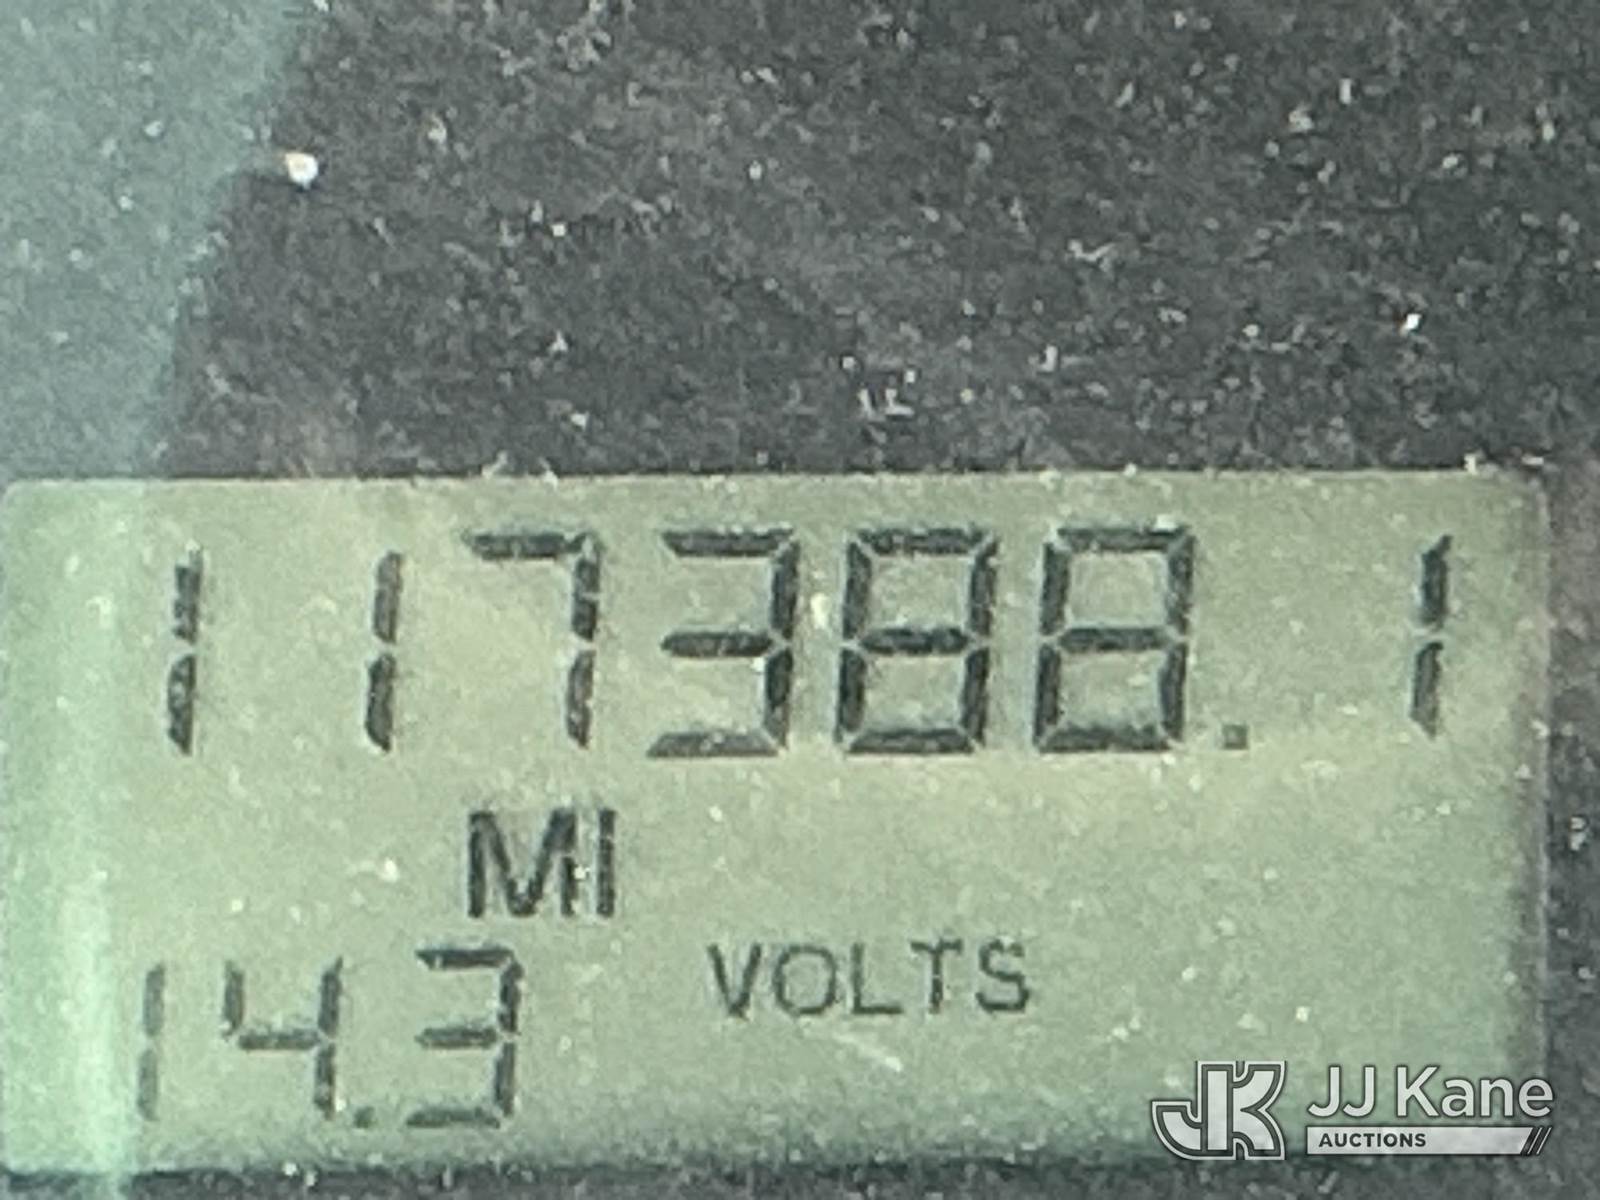 117388.1
MI
14.3 VOLTS
JJ Kane
AUCTIONS